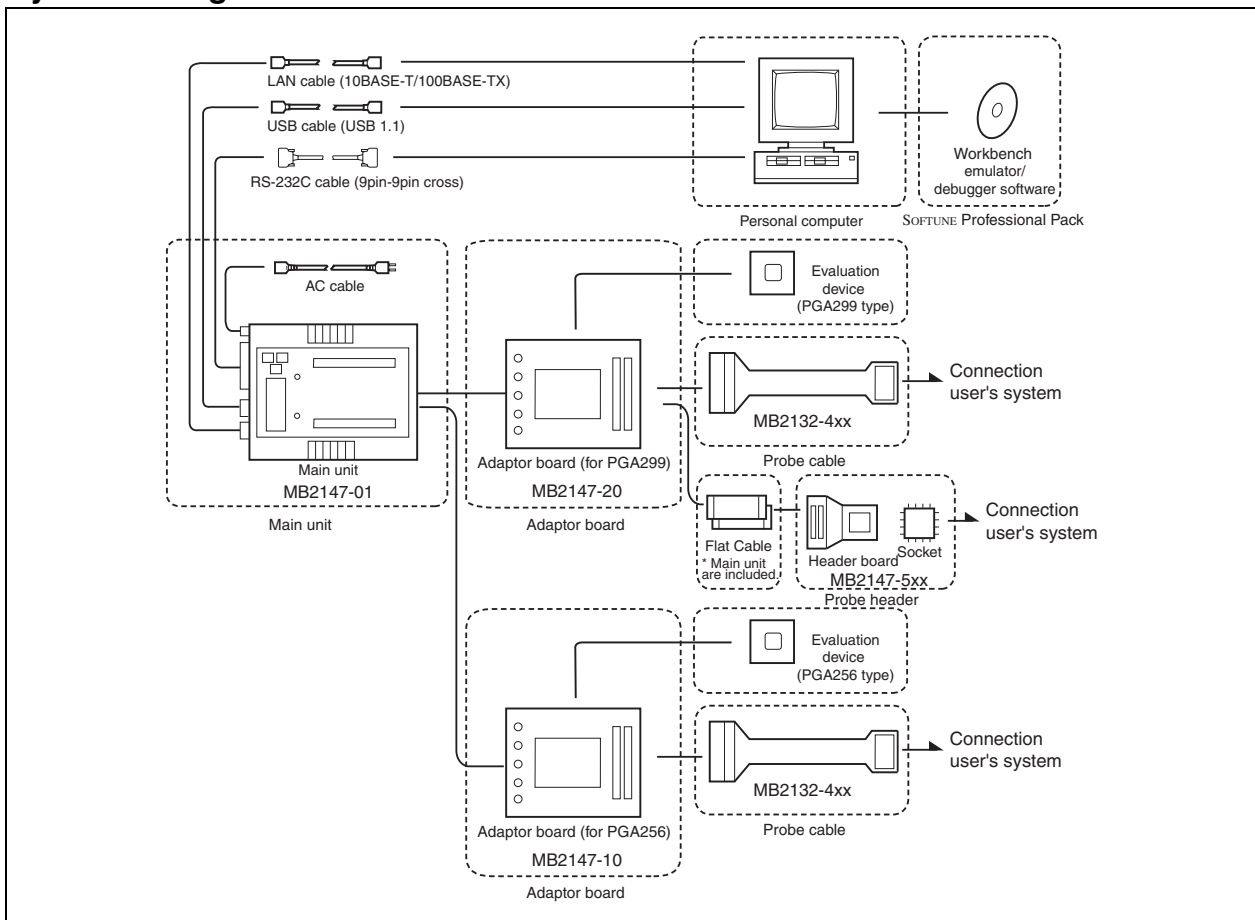 LAN cable (10BASE-T/100BASE-TX)
USB cable (USB 1.1)
RS-232C cable (9pin-9pin cross)
Personal computer
Workbench
emulator/
debugger software
SOFTUNE Professional Pack
AC cable
Main unit
MB2147-01
Main unit
Adaptor board (for PGA299)
MB2147-20
Adaptor board
Evaluation
device
(PGA299 type)
MB2132-4xx
Probe cable
Connection
user's system
Flat Cable
* Main unit
are included.
Header board
Socket
MB2147-5xx
Probe header
Connection
user's system
Adaptor board (for PGA256)
MB2147-10
Adaptor board
Evaluation
device
(PGA256 type)
MB2132-4xx
Probe cable
Connection
user's system